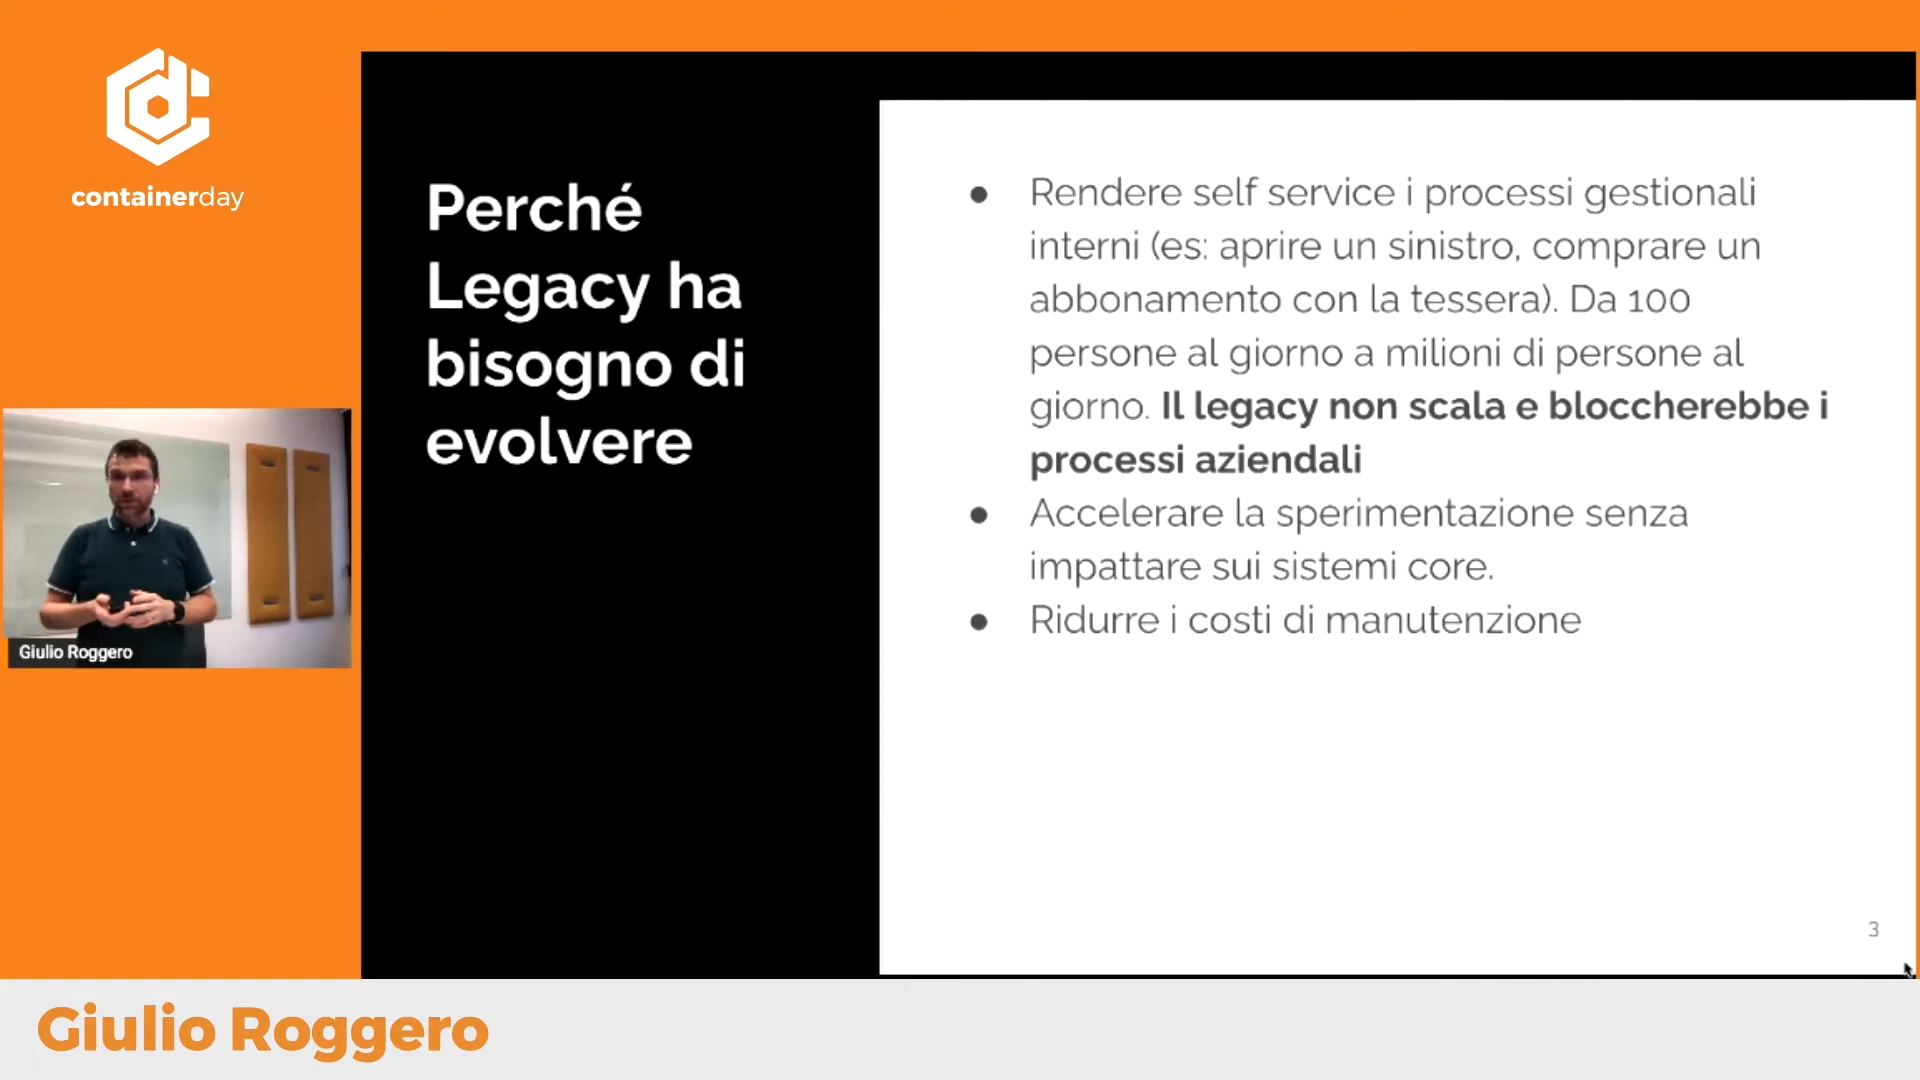 containerday
Perché
Legacy ha
bisogno di
evolvere
● Rendere self service i processi gestionali
interni (es: aprire un sinistro, comprare un
abbonamento con la tessera). Da 100
persone al giorno a milioni di persone al
giorno. Il legacy non scala e bloccherebbe i
processi aziendali
● Accelerare la sperimentazione senza
impattare sui sistemi core.
● Ridurre i costi di manutenzione
3
Giulio Roggero
Giulio Roggero